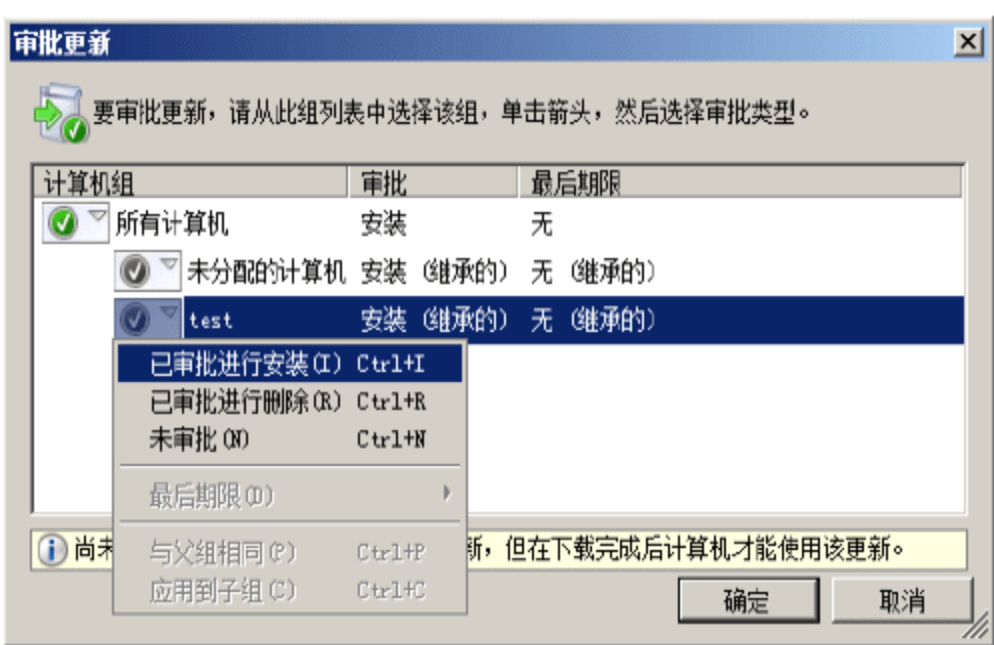 审批更新
要审批更新，请从此组列表中选择该组，单击箭头，然后选择审批类型。
计算机组 审批 最后期限
所有计算机 安装 无
未分配的计算机 安装 (继承的) 无 (继承的)
test 安装 (继承的) 无 (继承的)
已审批进行安装(I) Ctrl+I
已审批进行删除(R) Ctrl+R
未审批(N) Ctrl+N
最后期限(D)
与父组相同(P) Ctrl+P
应用到子组(C) Ctrl+C
尚未 新，但在下载完成后计算机才能使用该更新。
确定 取消